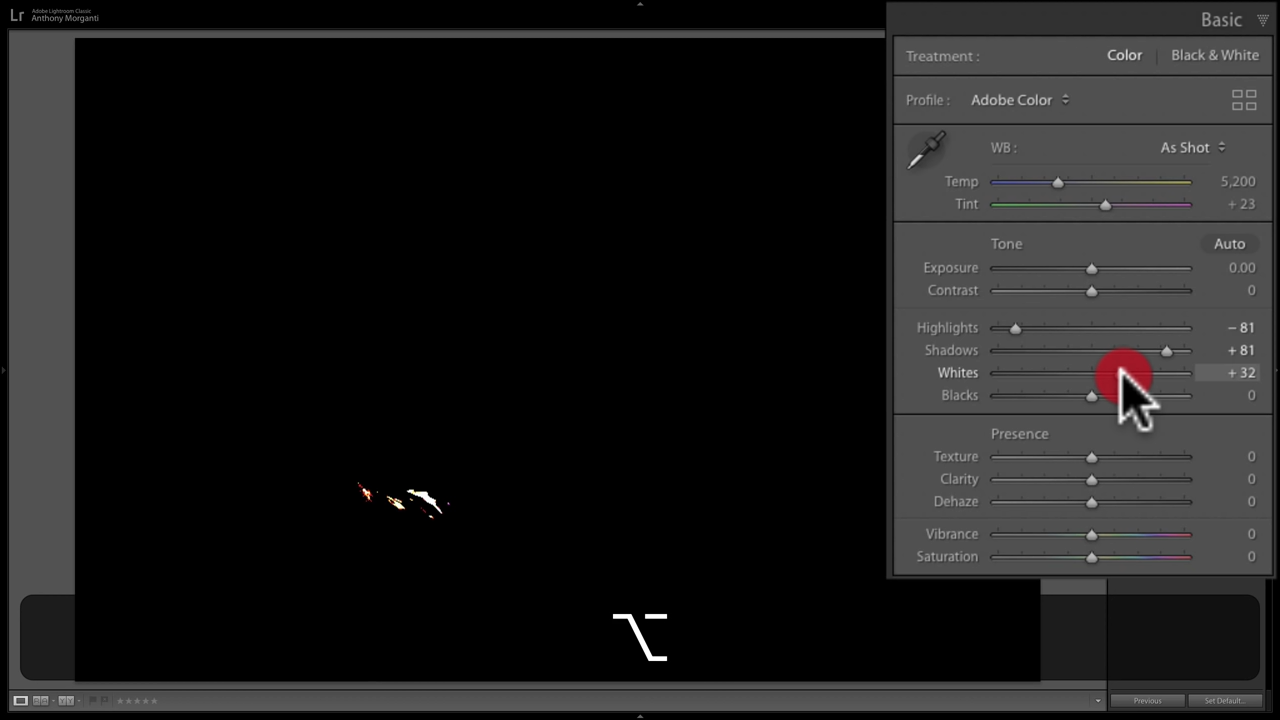 Lr
Adobe Lightroom Classic
Anthony Morganti
Basic
Treatment : Color | Black & White
Profile : Adobe Color
WB : As Shot
Temp 5,200
Tint + 23
Tone Auto
Exposure 0.00
Contrast 0
Highlights − 81
Shadows + 81
Whites + 32
Blacks 0
Presence
Texture 0
Clarity 0
Dehaze 0
Vibrance 0
Saturation 0
Previous Set Default...